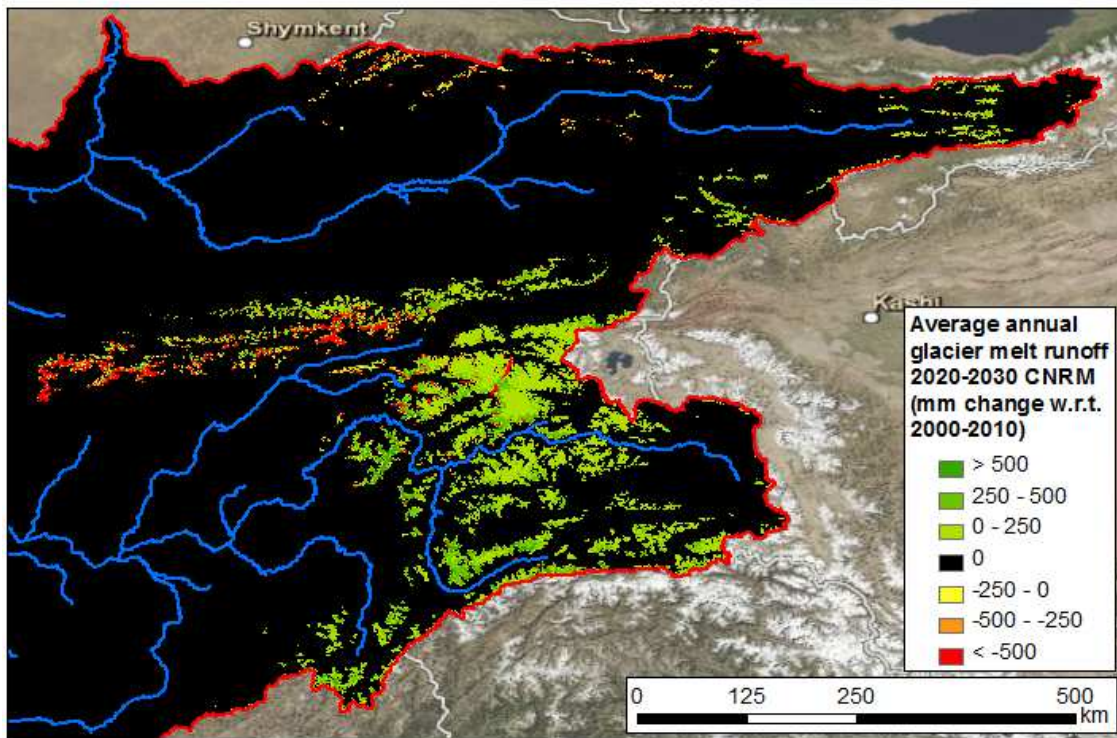 Shymkent
Kashi
Average annual
glacier melt runoff
2020-2030 CNRM
(mm change w.r.t.
2000-2010)
> 500
250 - 500
0 - 250
0
-250 - 0
-500 - -250
< -500
0 125 250 500
km